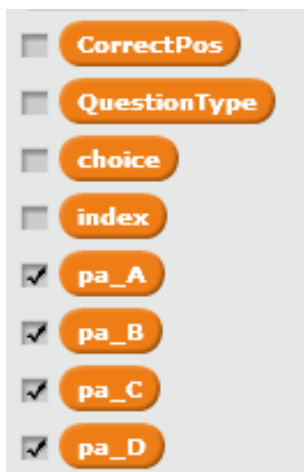 CorrectPos
QuestionType
choice
index
pa_A
pa_B
pa_C
pa_D